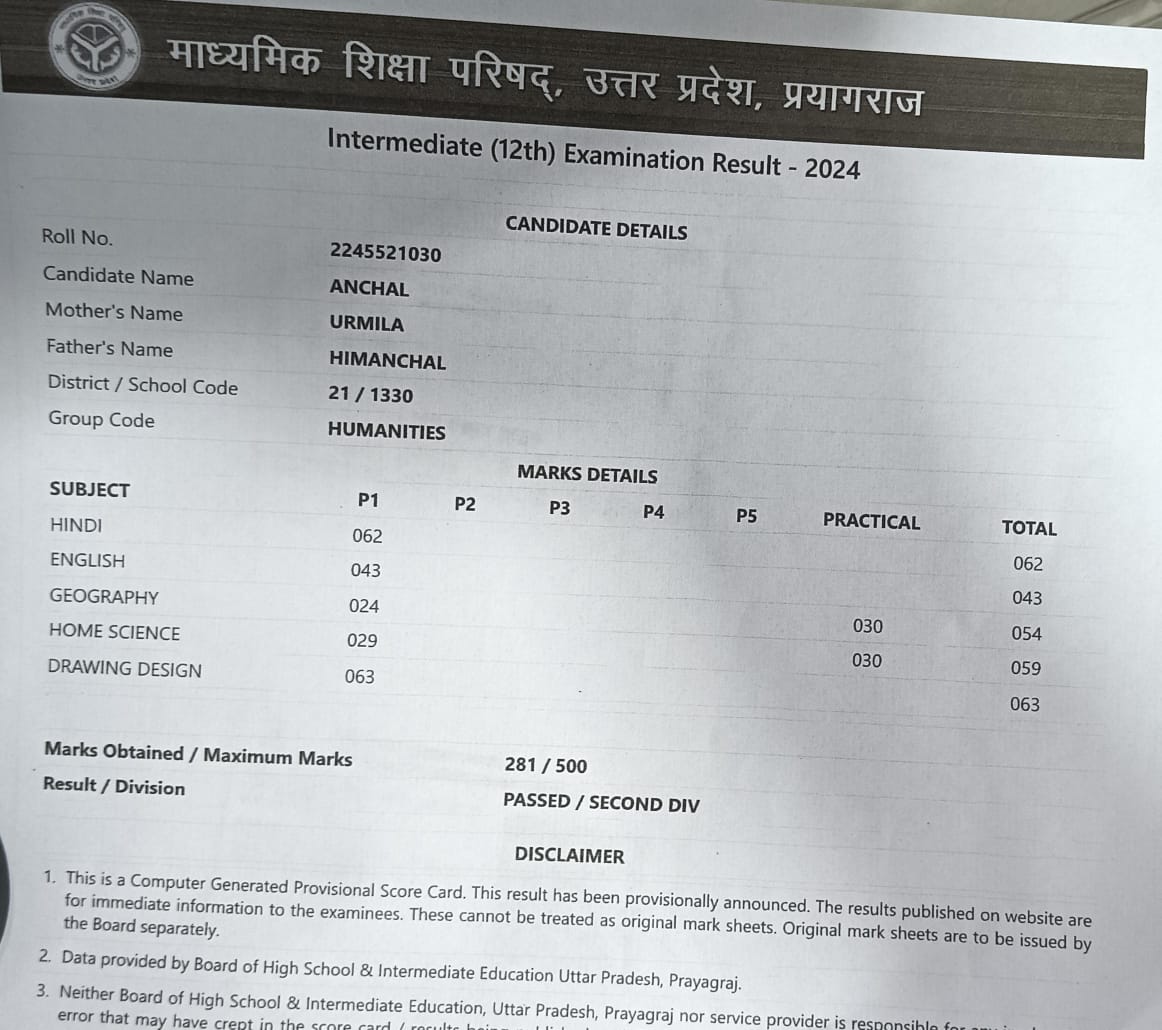 माध्यमिक शिक्षा परिषद्, उत्तर प्रदेश, प्रयागराज
Intermediate (12th) Examination Result - 2024
CANDIDATE DETAILS
Roll No. 2245521030
Candidate Name ANCHAL
Mother's Name URMILA
Father's Name HIMANCHAL
District / School Code 21 / 1330
Group Code HUMANITIES
MARKS DETAILS
SUBJECT P1 P2 P3 P4 P5 PRACTICAL TOTAL
HINDI 062 062
ENGLISH 043 043
GEOGRAPHY 024 030 054
HOME SCIENCE 029 030 059
DRAWING DESIGN 063 063
Marks Obtained / Maximum Marks 281 / 500
Result / Division PASSED / SECOND DIV
DISCLAIMER
1. This is a Computer Generated Provisional Score Card. This result has been provisionally announced. The results published on website are
for immediate information to the examinees. These cannot be treated as original mark sheets. Original mark sheets are to be issued by
the Board separately.
2. Data provided by Board of High School & Intermediate Education Uttar Pradesh, Prayagraj.
3. Neither Board of High School & Intermediate Education, Uttar Pradesh, Prayagraj nor service provider is responsible for
error that may have crept in the score card / results being